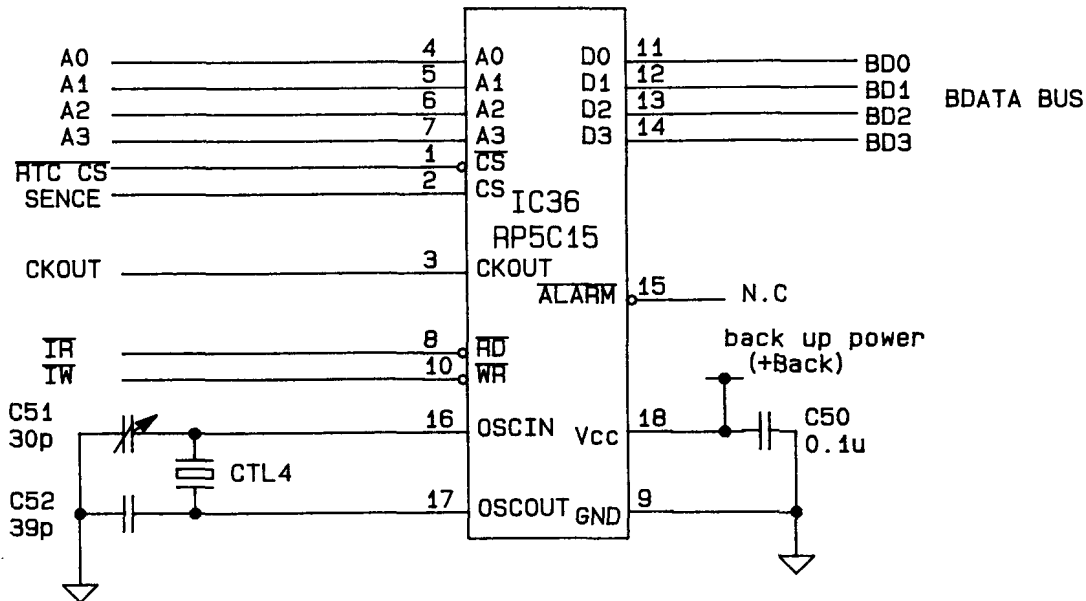 A0 4 A0 D0 11 BD0
A1 5 A1 D1 12 BD1 BDATA BUS
A2 6 A2 D2 13 BD2
A3 7 A3 D3 14 BD3
RTC CS 1 CS
SENCE 2 CS
IC36
RP5C15
CKOUT 3 CKOUT
ALARM 15 N.C
back up power
(+Back)
IR 8 RD
IW 10 WR
C51
30p
16 OSCIN Vcc 18 C50
0.1u
CTL4
C52
39p
17 OSCOUT GND 9